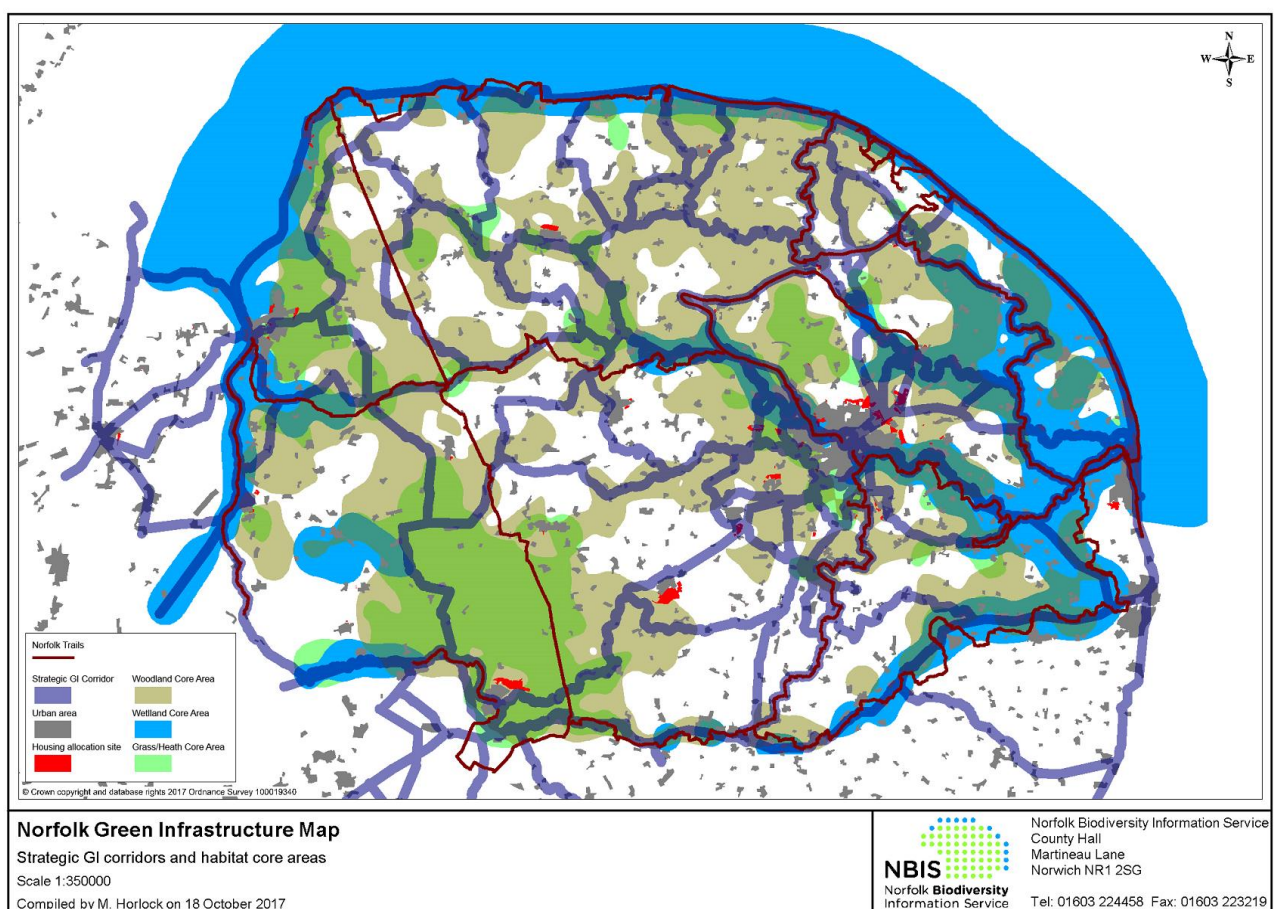 N
W E
S
Norfolk Trails
Strategic GI Corridor
Woodland Core Area
Urban area
Wettland Core Area
Housing allocation site
Grass/Heath Core Area
© Crown copyright and database rights 2017 Ordnance Survey 100019340
Norfolk Green Infrastructure Map
Strategic GI corridors and habitat core areas
Scale 1:350000
Compiled by M. Horlock on 18 October 2017
NBIS
Norfolk Biodiversity
Information Service
Norfolk Biodiversity Information Service
County Hall
Martineau Lane
Norwich NR1 2SG
Tel: 01603 224458 Fax: 01603 223219